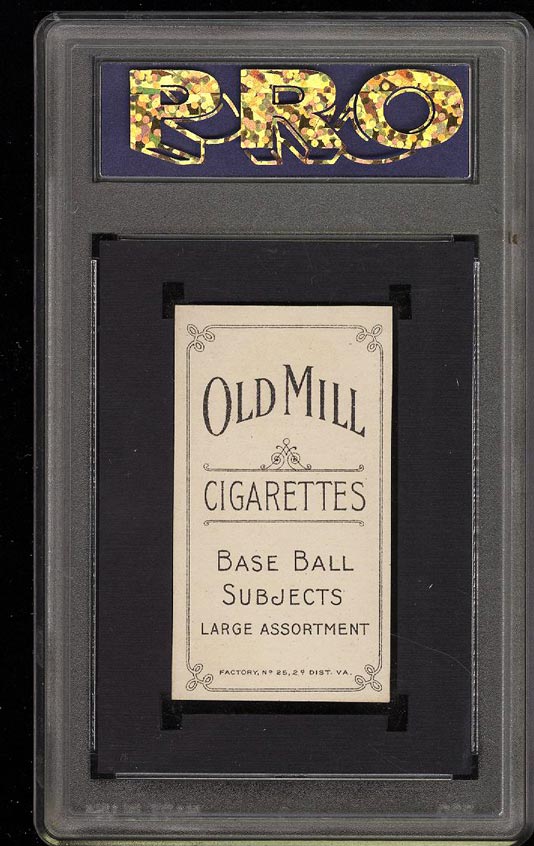 PRO
OLD MILL
CIGARETTES
BASE BALL
SUBJECTS
LARGE ASSORTMENT
FACTORY, Nº 25, 2º DIST. VA.